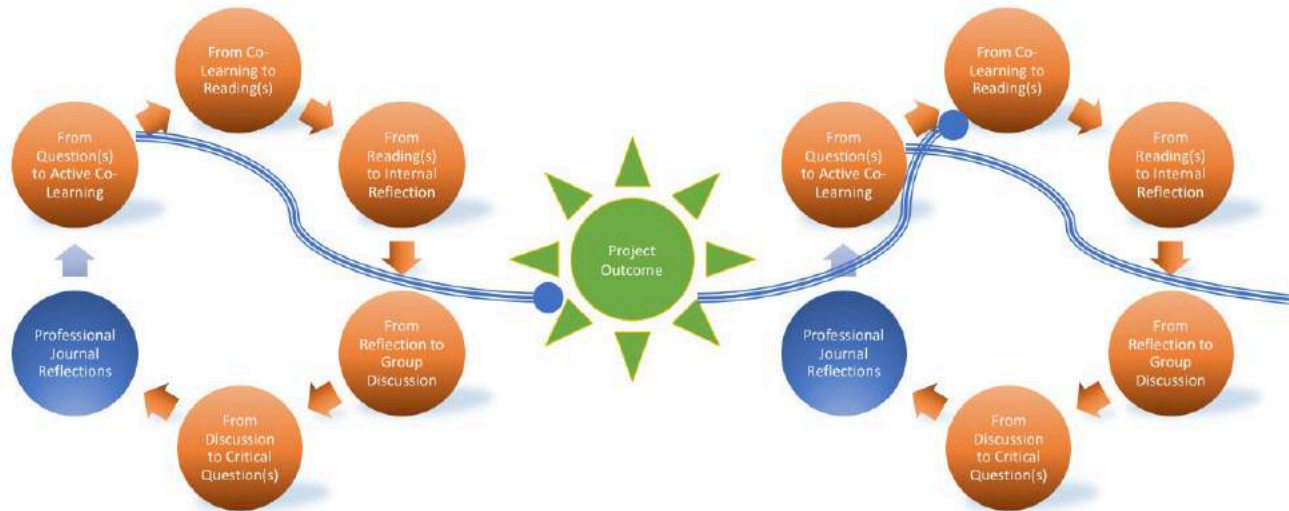 From Co-
Learning to
Reading(s)
From
Question(s)
to Active Co-
Learning
From
Reading(s)
to Internal
Reflection
Professional
Journal
Reflections
From
Reflection to
Group
Discussion
From
Discussion
to Critical
Question(s)
Project
Outcome
From Co-
Learning to
Reading(s)
From
Question(s)
to Active Co-
Learning
From
Reading(s)
to Internal
Reflection
Professional
Journal
Reflections
From
Reflection to
Group
Discussion
From
Discussion
to Critical
Question(s)